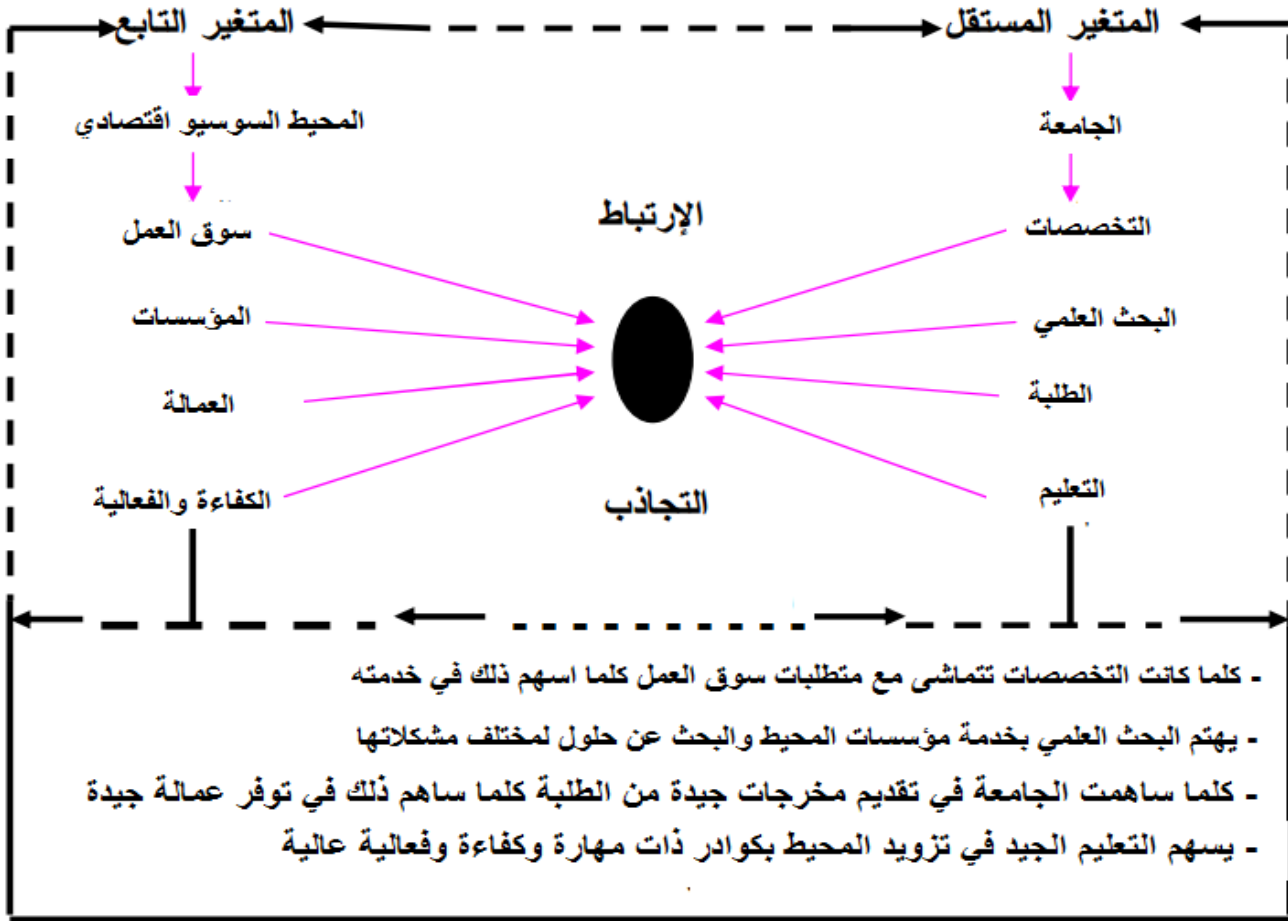 المتغير المستقل
المتغير التابع
الجامعة
المحيط السوسيو اقتصادي
الإرتباط
التخصصات
سوق العمل
البحث العلمي
المؤسسات
الطلبة
العمالة
التعليم
التجاذب
الكفاءة والفعالية
- كلما كانت التخصصات تتماشى مع متطلبات سوق العمل كلما اسهم ذلك في خدمته
- يهتم البحث العلمي بخدمة مؤسسات المحيط والبحث عن حلول لمختلف مشكلاتها
- كلما ساهمت الجامعة في تقديم مخرجات جيدة من الطلبة كلما ساهم ذلك في توفر عمالة جيدة
- يسهم التعليم الجيد في تزويد المحيط بكوادر ذات مهارة وكفاءة وفعالية عالية